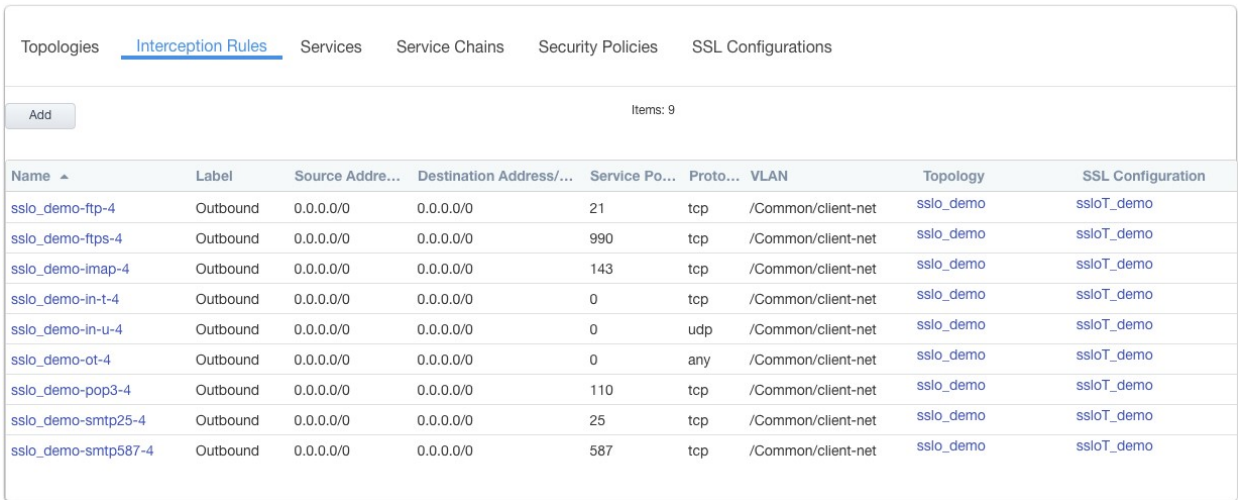 Topologies Interception Rules Services Service Chains Security Policies SSL Configurations
Add Items: 9
Name Label Source Addre... Destination Address/... Service Po... Proto... VLAN Topology SSL Configuration
sslo_demo-ftp-4 Outbound 0.0.0.0/0 0.0.0.0/0 21 tcp /Common/client-net sslo_demo ssloT_demo
sslo_demo-ftps-4 Outbound 0.0.0.0/0 0.0.0.0/0 990 tcp /Common/client-net sslo_demo ssloT_demo
sslo_demo-imap-4 Outbound 0.0.0.0/0 0.0.0.0/0 143 tcp /Common/client-net sslo_demo ssloT_demo
sslo_demo-in-t-4 Outbound 0.0.0.0/0 0.0.0.0/0 0 tcp /Common/client-net sslo_demo ssloT_demo
sslo_demo-in-u-4 Outbound 0.0.0.0/0 0.0.0.0/0 0 udp /Common/client-net sslo_demo ssloT_demo
sslo_demo-ot-4 Outbound 0.0.0.0/0 0.0.0.0/0 0 any /Common/client-net sslo_demo ssloT_demo
sslo_demo-pop3-4 Outbound 0.0.0.0/0 0.0.0.0/0 110 tcp /Common/client-net sslo_demo ssloT_demo
sslo_demo-smtp25-4 Outbound 0.0.0.0/0 0.0.0.0/0 25 tcp /Common/client-net sslo_demo ssloT_demo
sslo_demo-smtp587-4 Outbound 0.0.0.0/0 0.0.0.0/0 587 tcp /Common/client-net sslo_demo ssloT_demo